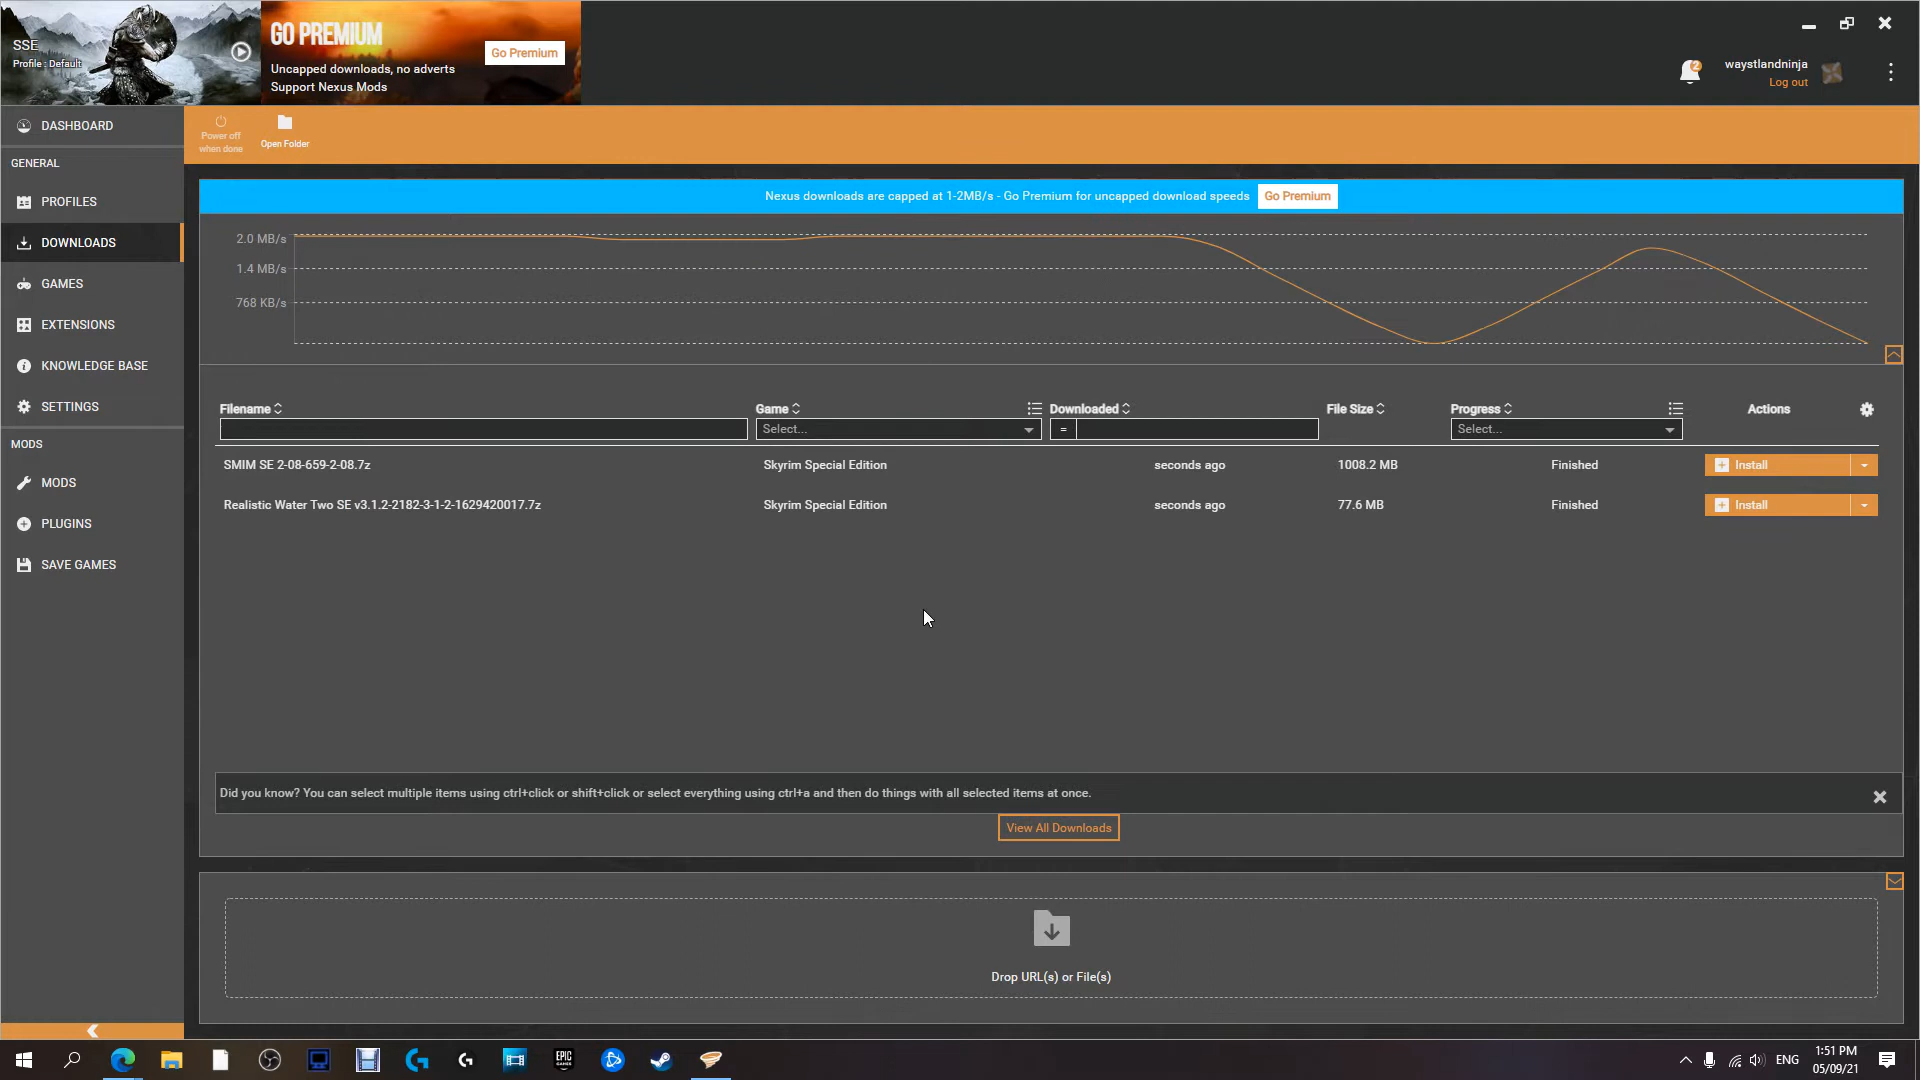 SSE
Profile : Default
GO PREMIUM
Uncapped downloads, no adverts
Support Nexus Mods
Go Premium
2
waystlandninja
Log out
DASHBOARD
GENERAL
PROFILES
DOWNLOADS
GAMES
EXTENSIONS
KNOWLEDGE BASE
SETTINGS
MODS
MODS
PLUGINS
SAVE GAMES
Power off
when done
Open Folder
Nexus downloads are capped at 1-2MB/s - Go Premium for uncapped download speeds
Go Premium
2.0 MB/s
1.4 MB/s
768 KB/s
Filename
Game
Downloaded
File Size
Progress
Actions
Select...
=
Select...
SMIM SE 2-08-659-2-08.7z
Skyrim Special Edition
seconds ago
1008.2 MB
Finished
Install
Realistic Water Two SE v3.1.2-2182-3-1-2-1629420017.7z
Skyrim Special Edition
seconds ago
77.6 MB
Finished
Install
Did you know? You can select multiple items using ctrl+click or shift+click or select everything using ctrl+a and then do things with all selected items at once.
View All Downloads
Drop URL(s) or File(s)
EPIC
GAMES
ENG
1:51 PM
05/09/21